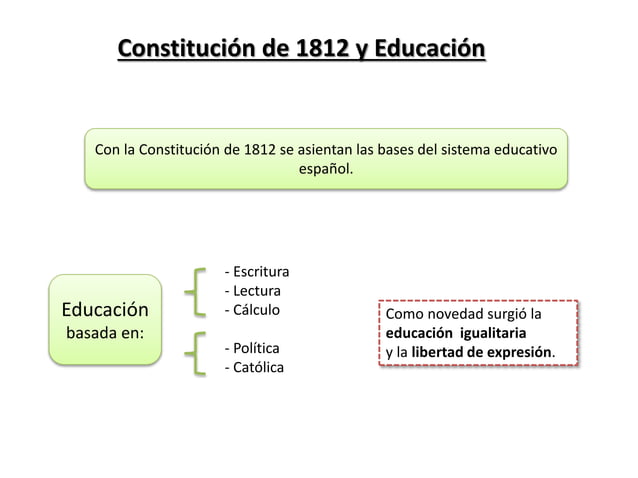 Constitución de 1812 y Educación
Con la Constitución de 1812 se asientan las bases del sistema educativo
español.
Educación
basada en:
- Escritura
- Lectura
- Cálculo
- Política
- Católica
Como novedad surgió la
educación igualitaria
y la libertad de expresión.